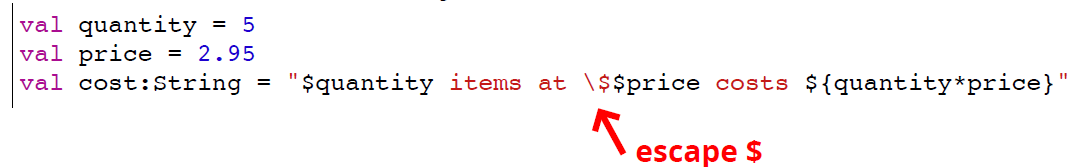 val quantity = 5
val price = 2.95
val cost:String = "$quantity items at \$$price costs ${quantity*price}"
escape $